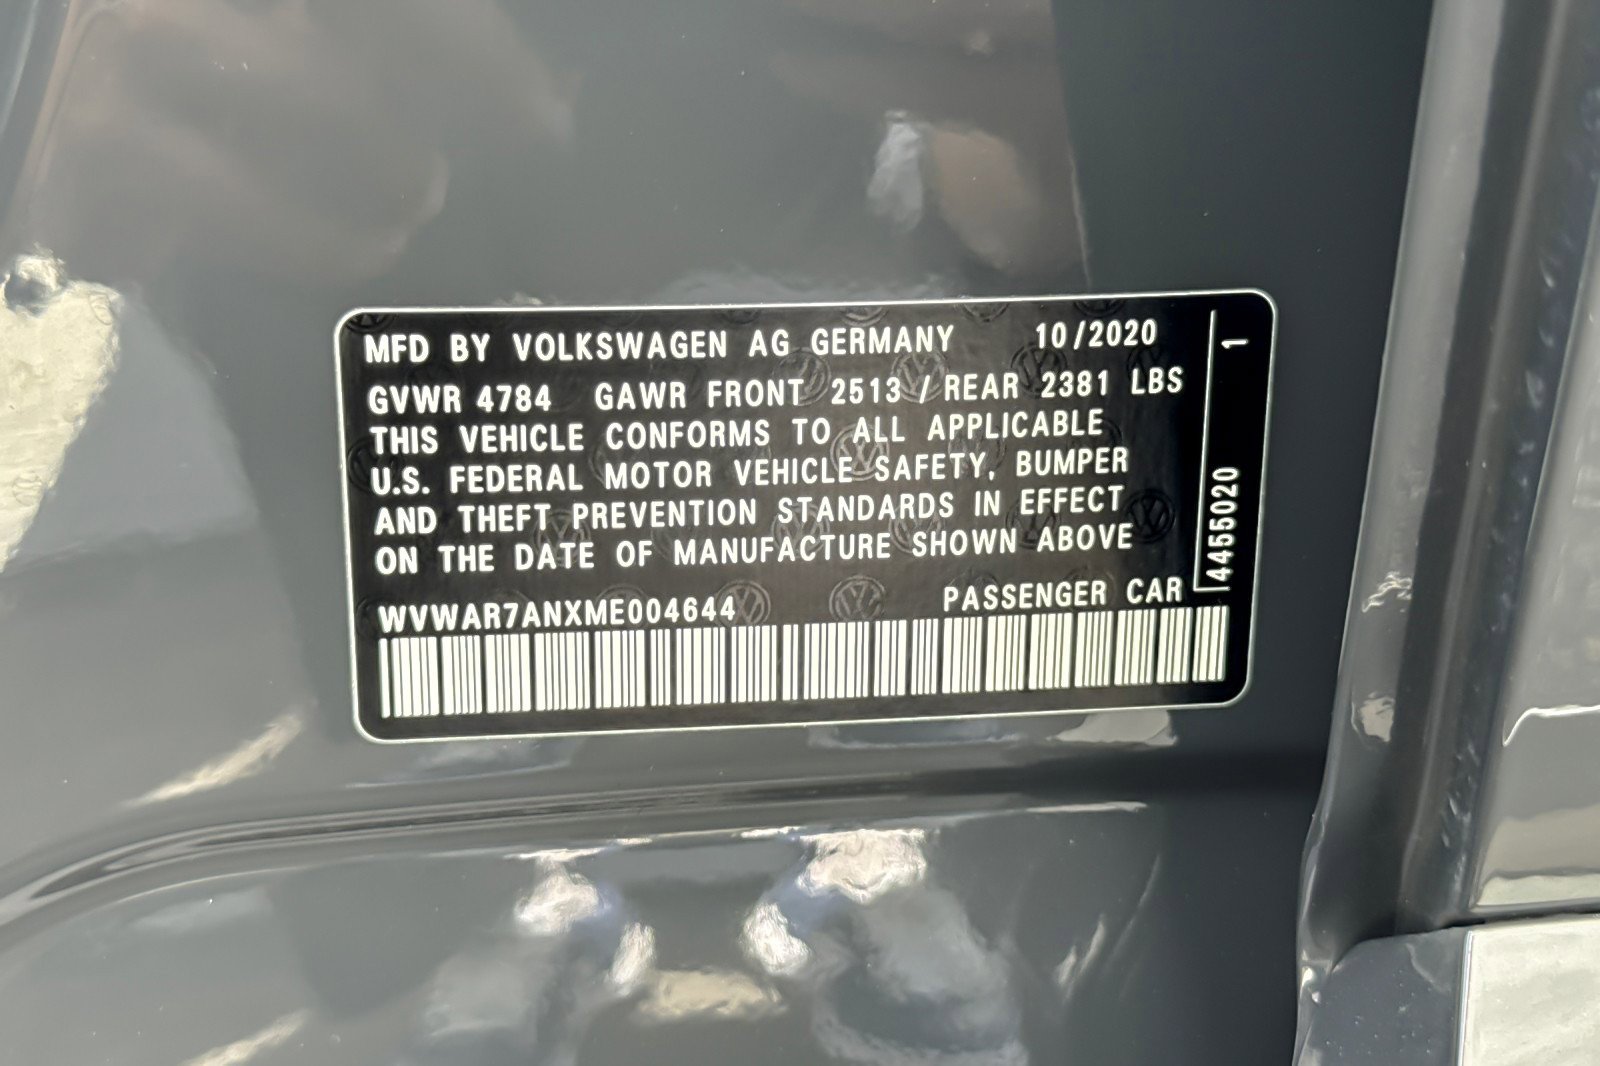 MFD BY VOLKSWAGEN AG GERMANY 10/2020
GVWR 4784 GAWR FRONT 2513 / REAR 2381 LBS
THIS VEHICLE CONFORMS TO ALL APPLICABLE
U.S. FEDERAL MOTOR VEHICLE SAFETY, BUMPER
AND THEFT PREVENTION STANDARDS IN EFFECT
ON THE DATE OF MANUFACTURE SHOWN ABOVE
WVWAR7ANXME004644 PASSENGER CAR
4455020 1